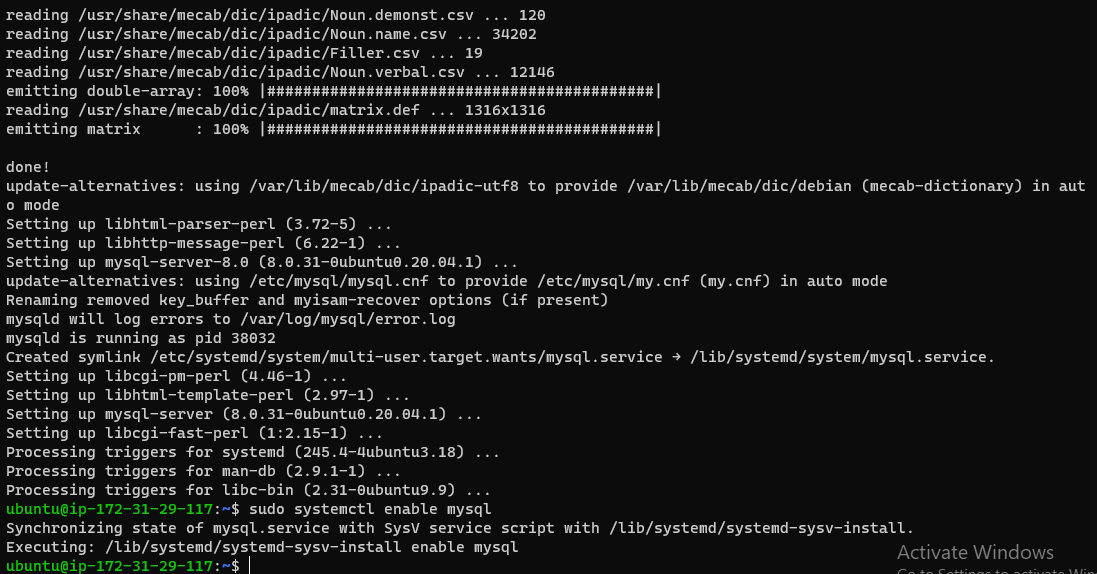 reading /usr/share/mecab/dic/ipadic/Noun.demonst.csv ... 120
reading /usr/share/mecab/dic/ipadic/Noun.name.csv ... 34202
reading /usr/share/mecab/dic/ipadic/Filler.csv ... 19
reading /usr/share/mecab/dic/ipadic/Noun.verbal.csv ... 12146
emitting double-array: 100% |###########################################|
reading /usr/share/mecab/dic/ipadic/matrix.def ... 1316x1316
emitting matrix      : 100% |###########################################|

done!
update-alternatives: using /var/lib/mecab/dic/ipadic-utf8 to provide /var/lib/mecab/dic/debian (mecab-dictionary) in aut
o mode
Setting up libhtml-parser-perl (3.72-5) ...
Setting up libhttp-message-perl (6.22-1) ...
Setting up mysql-server-8.0 (8.0.31-0ubuntu0.20.04.1) ...
update-alternatives: using /etc/mysql/mysql.cnf to provide /etc/mysql/my.cnf (my.cnf) in auto mode
Renaming removed key_buffer and myisam-recover options (if present)
mysqld will log errors to /var/log/mysql/error.log
mysqld is running as pid 38032
Created symlink /etc/systemd/system/multi-user.target.wants/mysql.service → /lib/systemd/system/mysql.service.
Setting up libcgi-pm-perl (4.46-1) ...
Setting up libhtml-template-perl (2.97-1) ...
Setting up mysql-server (8.0.31-0ubuntu0.20.04.1) ...
Setting up libcgi-fast-perl (1:2.15-1) ...
Processing triggers for systemd (245.4-4ubuntu3.18) ...
Processing triggers for man-db (2.9.1-1) ...
Processing triggers for libc-bin (2.31-0ubuntu9.9) ...
ubuntu@ip-172-31-29-117:~$ sudo systemctl enable mysql
Synchronizing state of mysql.service with SysV service script with /lib/systemd/systemd-sysv-install.
Executing: /lib/systemd/systemd-sysv-install enable mysql
ubuntu@ip-172-31-29-117:~$
Activate Windows
Go to Settings to activate Win